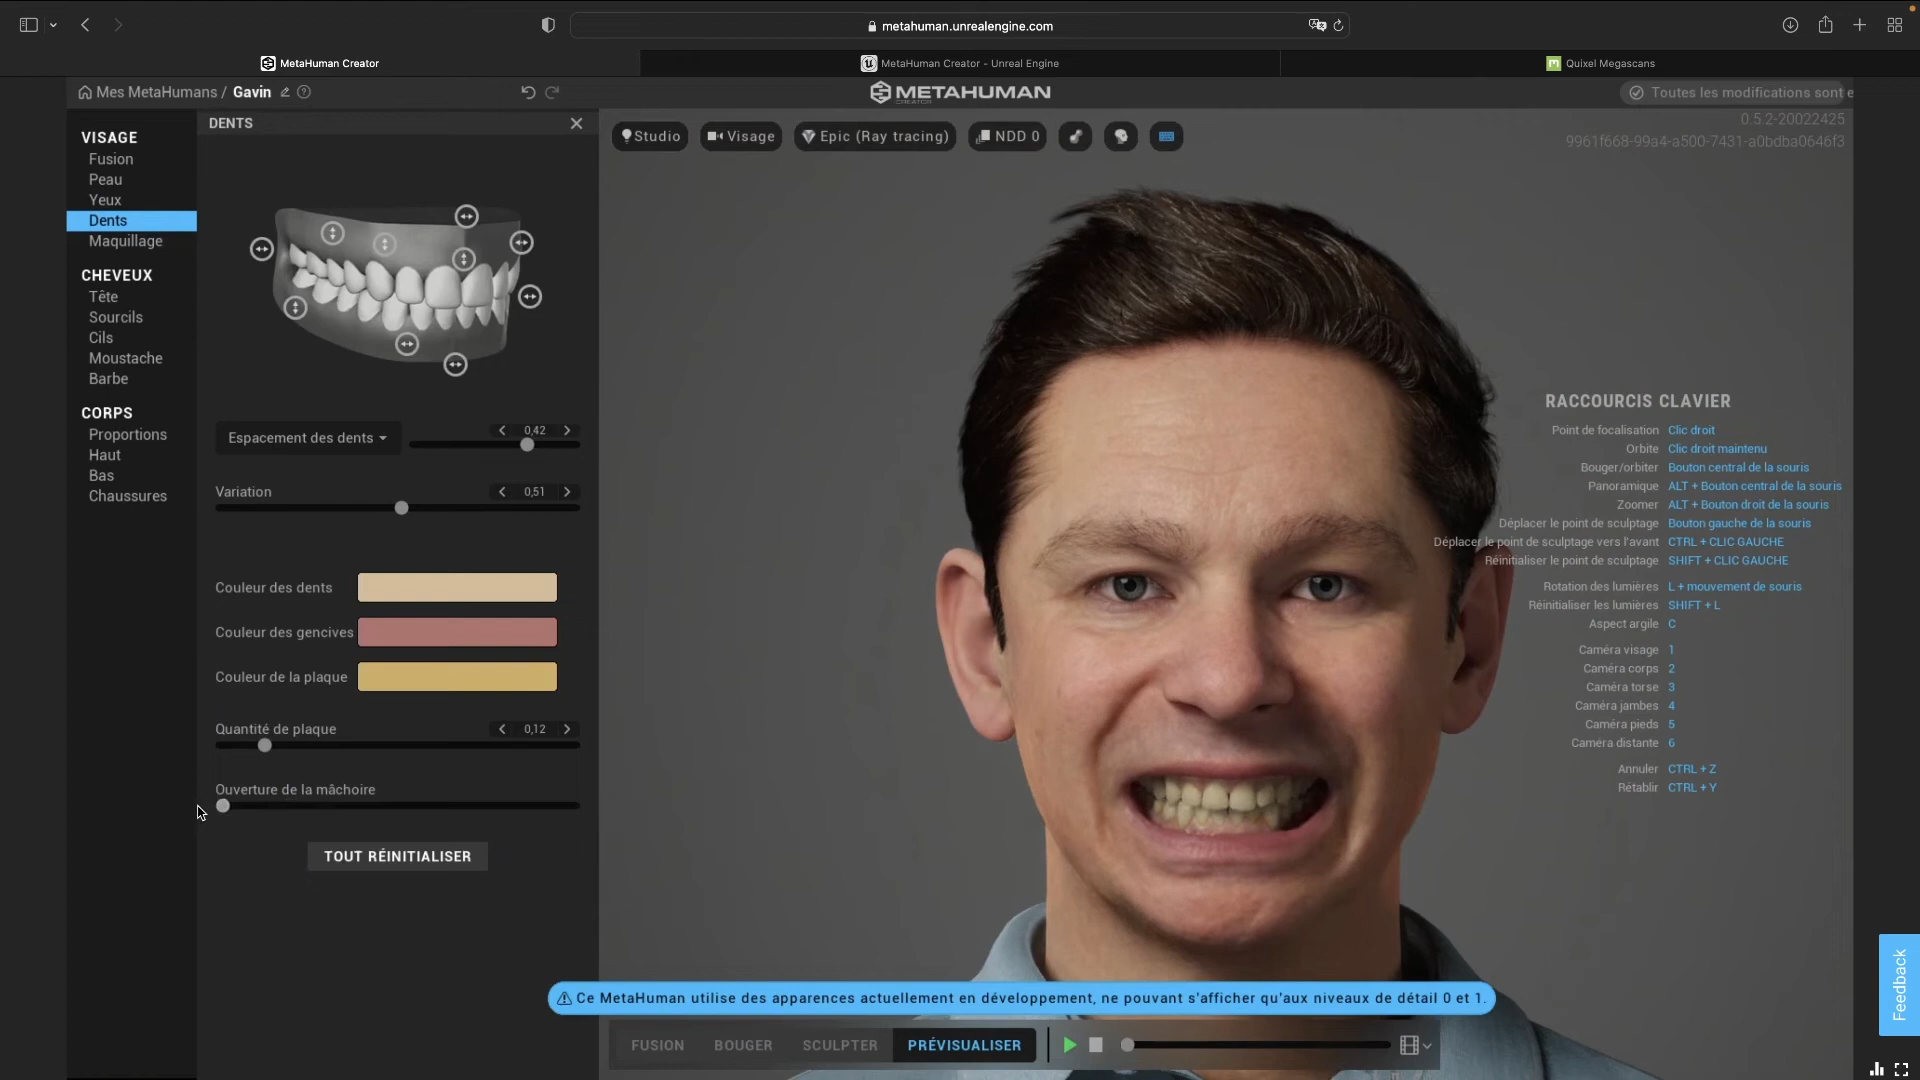 metahuman.unrealengine.com
MetaHuman Creator
MetaHuman Creator - Unreal Engine
Quixel Megascans
Mes MetaHumans / Gavin
METAHUMAN
CREATOR
Toutes les modifications sont e
0.5.2-20022425
9961f668-99a4-a500-7431-a0bdba0646f3
VISAGE
Fusion
Peau
Yeux
Dents
Maquillage
CHEVEUX
Tête
Sourcils
Cils
Moustache
Barbe
CORPS
Proportions
Haut
Bas
Chaussures
DENTS
Espacement des dents
0,42
Variation
0,51
Couleur des dents
Couleur des gencives
Couleur de la plaque
Quantité de plaque
0,12
Ouverture de la mâchoire
TOUT RÉINITIALISER
Studio
Visage
Epic (Ray tracing)
NDD 0
RACCOURCIS CLAVIER
Point de focalisation Clic droit
Orbite Clic droit maintenu
Bouger/orbiter Bouton central de la souris
Panoramique ALT + Bouton central de la souris
Zoomer ALT + Bouton droit de la souris
Déplacer le point de sculptage Bouton gauche de la souris
Déplacer le point de sculptage vers l'avant CTRL + CLIC GAUCHE
Réinitialiser le point de sculptage SHIFT + CLIC GAUCHE
Rotation des lumières L + mouvement de souris
Réinitialiser les lumières SHIFT + L
Aspect argile C
Caméra visage 1
Caméra corps 2
Caméra torse 3
Caméra jambes 4
Caméra pieds 5
Caméra distante 6
Annuler CTRL + Z
Rétablir CTRL + Y
Feedback
Ce MetaHuman utilise des apparences actuellement en développement, ne pouvant s'afficher qu'aux niveaux de détail 0 et 1.
FUSION
BOUGER
SCULPTER
PRÉVISUALISER